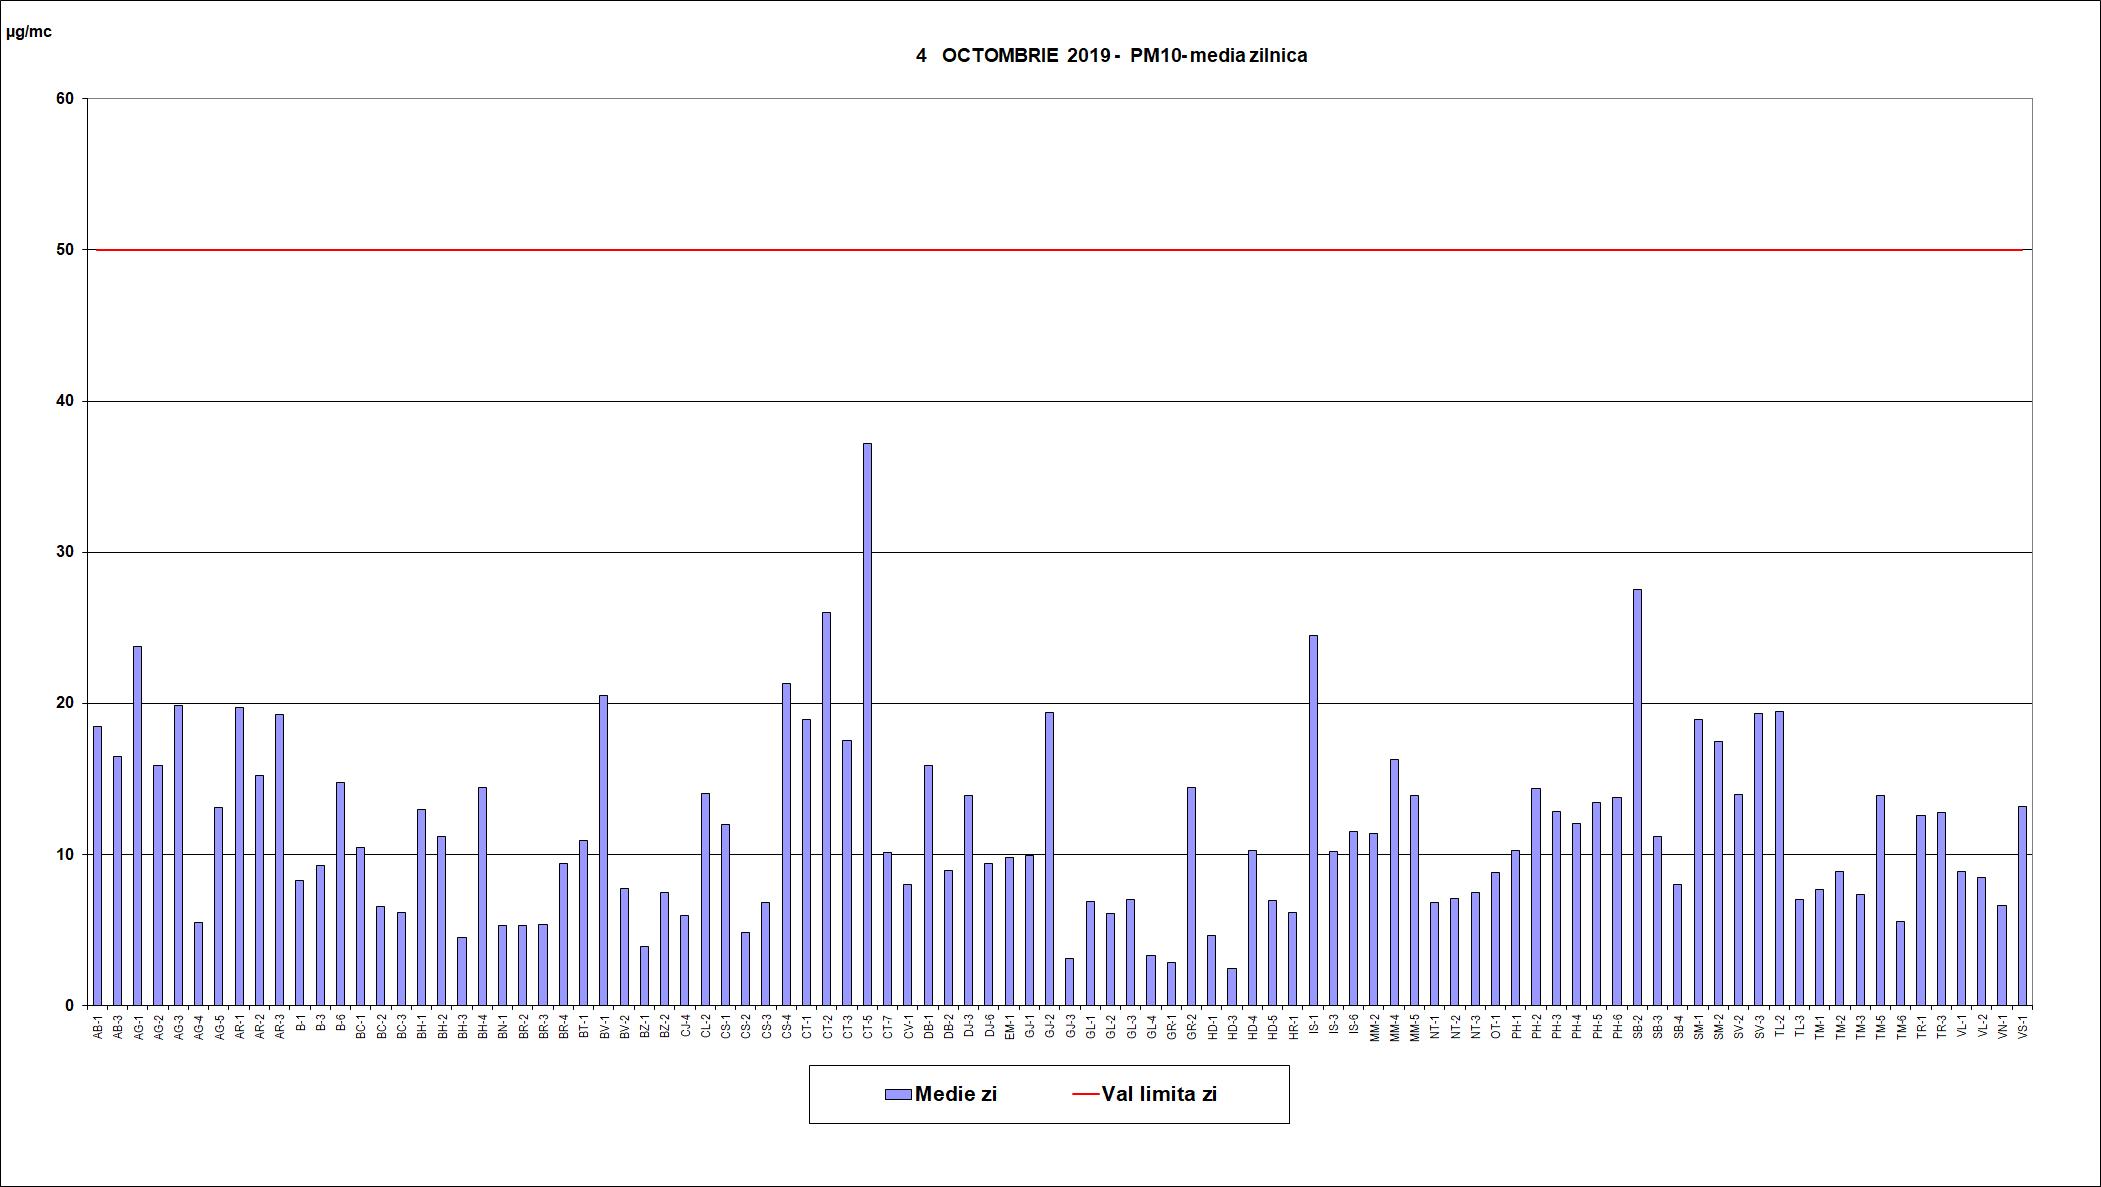 µg/mc
4 OCTOMBRIE 2019 - PM10- media zilnica
60
50
40
30
20
10
0
AB-1 AB-3 AG-1 AG-2 AG-3 AG-4 AG-5 AR-1 AR-2 AR-3 B-1 B-3 B-6 BC-1 BC-2 BC-3 BH-1 BH-2 BH-3 BH-4 BN-1 BR-2 BR-3 BR-4 BT-1 BV-1 BV-2 BZ-1 BZ-2 CJ-4 CL-2 CS-1 CS-2 CS-3 CS-4 CT-1 CT-2 CT-3 CT-5 CT-7 CV-1 DB-1 DB-2 DJ-3 DJ-6 EM-1 GJ-1 GJ-2 GJ-3 GL-1 GL-2 GL-3 GL-4 GR-1 GR-2 HD-1 HD-3 HD-4 HD-5 HR-1 IS-1 IS-3 IS-6 MM-2 MM-4 MM-5 NT-1 NT-2 NT-3 OT-1 PH-1 PH-2 PH-3 PH-4 PH-5 PH-6 SB-2 SB-3 SB-4 SM-1 SM-2 SV-2 SV-3 TL-2 TL-3 TM-1 TM-2 TM-3 TM-5 TM-6 TR-1 TR-3 VL-1 VL-2 VN-1 VS-1
Medie zi Val limita zi